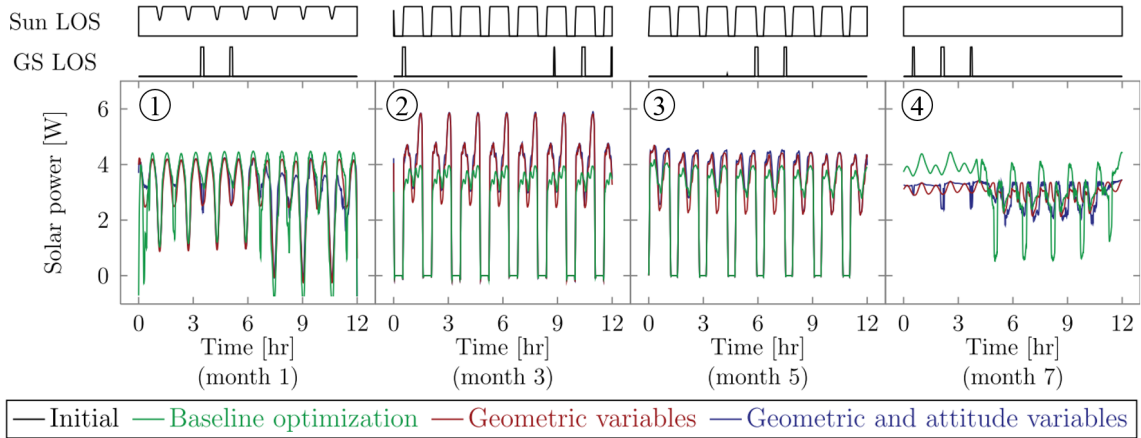 Sun LOS
GS LOS
Solar power [W]
6
4
2
0
1
2
3
4
0 3 6 9 12
0 3 6 9 12
0 3 6 9 12
0 3 6 9 12
Time [hr]
(month 1)
Time [hr]
(month 3)
Time [hr]
(month 5)
Time [hr]
(month 7)
Initial
Baseline optimization
Geometric variables
Geometric and attitude variables